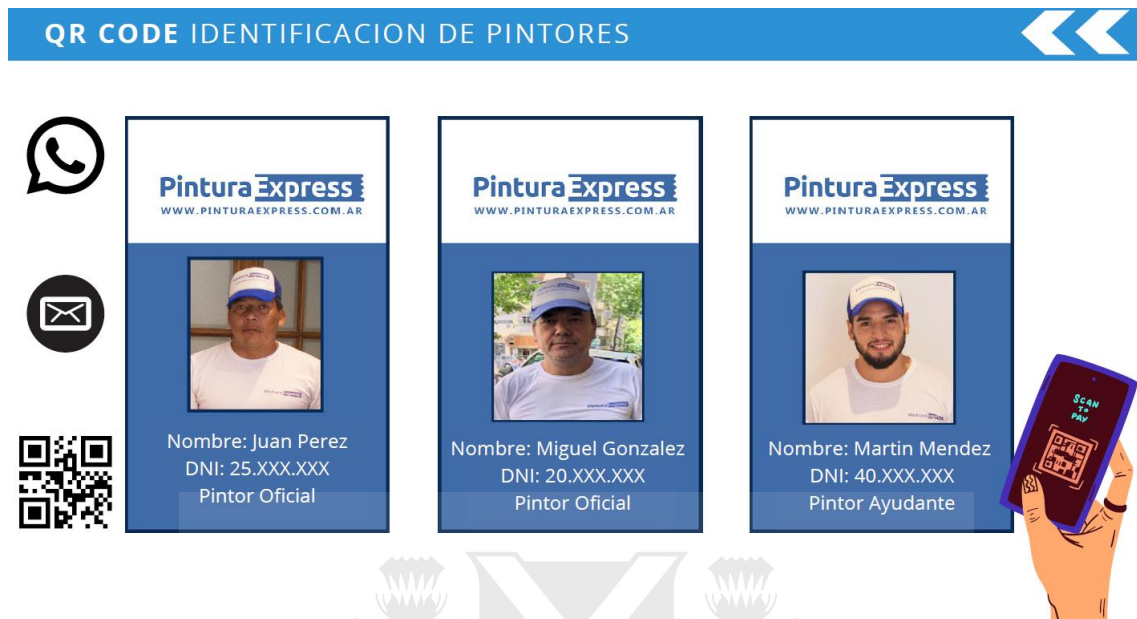 QR CODE IDENTIFICACION DE PINTORES
Pintura Express
WWW.PINTURAEXPRESS.COM.AR
Nombre: Juan Perez
DNI: 25.XXX.XXX
Pintor Oficial
Pintura Express
WWW.PINTURAEXPRESS.COM.AR
Nombre: Miguel Gonzalez
DNI: 20.XXX.XXX
Pintor Oficial
Pintura Express
WWW.PINTURAEXPRESS.COM.AR
Nombre: Martin Mendez
DNI: 40.XXX.XXX
Pintor Ayudante
SCAN
TO
PAY